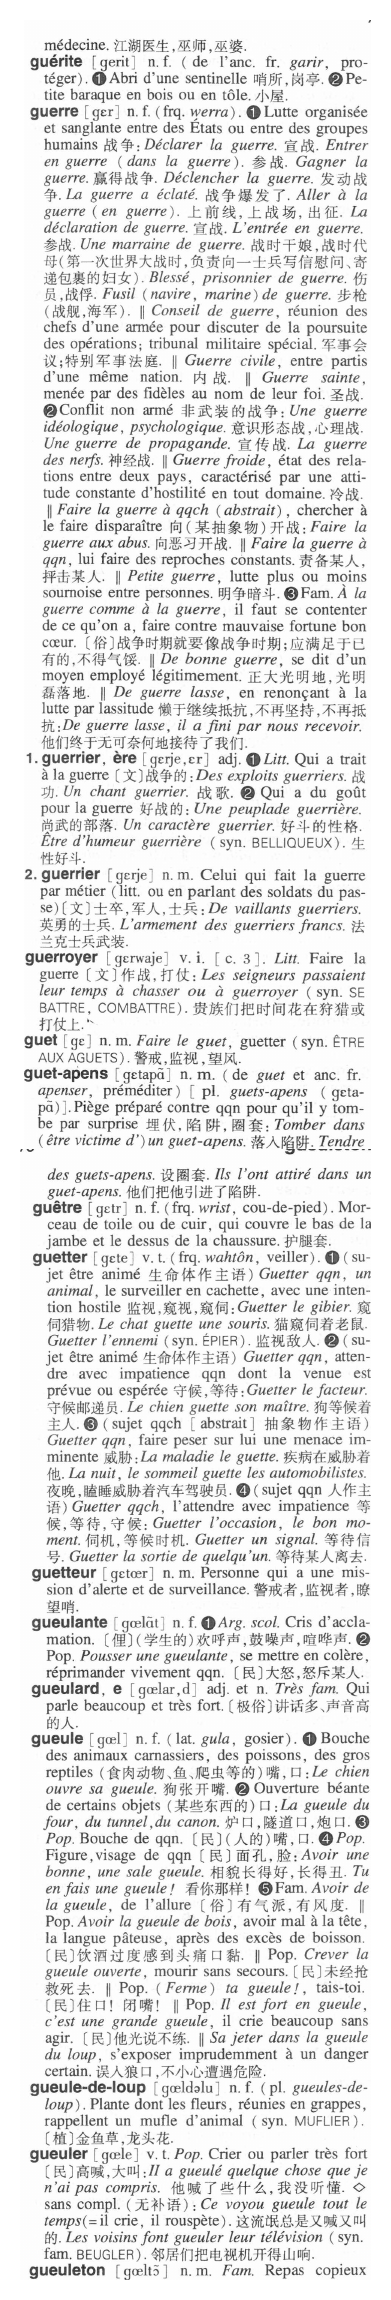 médecine. 江湖医生,巫师,巫婆.
guérite [gerit] n.f. ( de l'anc. fr. garir, pro-
téger). ❶ Abri d'une sentinelle 哨所,岗亭. ❷ Pe-
tite baraque en bois ou en tôle. 小屋.
guerre [gɛr] n.f. (frq. werra). ❶ Lutte organisée
et sanglante entre des États ou entre des groupes
humains 战争: Déclarer la guerre. 宣战. Entrer
en guerre ( dans la guerre). 参战. Gagner la
guerre. 赢得战争. Déclencher la guerre. 发动战
争. La guerre a éclaté. 战争爆发了. Aller à la
guerre ( en guerre). 上前线,上战场,出征. La
déclaration de guerre. 宣战. L'entrée en guerre.
参战. Une marraine de guerre. 战时干娘,战时代
母(第一次世界大战时,负责向一士兵写信慰问、寄
递包裹的妇女). Blessé, prisonnier de guerre. 伤
员,战俘. Fusil (navire, marine) de guerre. 步枪
(战舰,海军). ‖ Conseil de guerre, réunion des
chefs d'une armée pour discuter de la poursuite
des opérations; tribunal militaire spécial. 军事会
议;特别军事法庭. ‖ Guerre civile, entre partis
d'une même nation. 内战. ‖ Guerre sainte,
menée par des fidèles au nom de leur foi. 圣战.
❷ Conflit non armé 非武装的战争: Une guerre
idéologique, psychologique. 意识形态战,心理战.
Une guerre de propagande. 宣传战. La guerre
des nerfs. 神经战. ‖ Guerre froide, état des rela-
tions entre deux pays, caractérisé par une atti-
tude constante d'hostilité en tout domaine. 冷战.
‖ Faire la guerre à qqch (abstrait), chercher à
le faire disparaître 向(某抽象物)开战: Faire la
guerre aux abus. 向恶习开战. ‖ Faire la guerre à
qqn, lui faire des reproches constants. 责备某人,
抨击某人. ‖ Petite guerre, lutte plus ou moins
sournoise entre personnes. 明争暗斗. ❸ Fam. À la
guerre comme à la guerre, il faut se contenter
de ce qu'on a, faire contre mauvaise fortune bon
cœur. 〔俗〕战争时期就要像战争时期;应满足于已
有的,不得气馁. ‖ De bonne guerre, se dit d'un
moyen employé légitimement. 正大光明地,光明
磊落地. ‖ De guerre lasse, en renonçant à la
lutte par lassitude 懒于继续抵抗,不再坚持,不再抵
抗: De guerre lasse, il a fini par nous recevoir.
他们终于无可奈何地接待了我们.
1. guerrier, ère [gɛrje,ɛr] adj. ❶ Litt. Qui a trait
à la guerre 〔文〕战争的: Des exploits guerriers. 战
功. Un chant guerrier. 战歌. ❷ Qui a du goût
pour la guerre 好战的: Une peuplade guerrière.
尚武的部落. Un caractère guerrier. 好斗的性格.
Être d'humeur guerrière ( syn. BELLIQUEUX). 生
性好斗.
2. guerrier [gɛrje] n.m. Celui qui fait la guerre
par métier (litt. ou en parlant des soldats du pas-
se) 〔文〕士卒,军人,士兵: De vaillants guerriers.
英勇的士兵. L'armement des guerriers francs. 法
兰克士兵武装.
guerroyer [gɛrwaje] v.i. [c. 3]. Litt. Faire la
guerre 〔文〕作战,打仗: Les seigneurs passaient
leur temps à chasser ou à guerroyer ( syn. SE
BATTRE, COMBATTRE). 贵族们把时间花在狩猎或
打仗上.
guet [gɛ] n.m. Faire le guet, guetter (syn. ÊTRE
AUX AGUETS). 警戒,监视,望风.
guet-apens [gɛtapɑ̃] n.m. ( de guet et anc. fr.
apenser, préméditer) [ pl. guets-apens ( gɛta-
pɑ̃)]. Piège préparé contre qqn pour qu'il y tom-
be par surprise 埋伏,陷阱,圈套: Tomber dans
( être victime d') un guet-apens. 落入陷阱. Tendre
des guets-apens. 设圈套. Ils l'ont attiré dans un
guet-apens. 他们把他引进了陷阱.
guêtre [gɛtr] n.f. (frq. wrist, cou-de-pied). Mor-
ceau de toile ou de cuir, qui couvre le bas de la
jambe et le dessus de la chaussure. 护腿套.
guetter [gɛte] v.t. (frq. wahtôn, veiller). ❶ ( su-
jet être animé 生命体作主语) Guetter qqn, un
animal, le surveiller en cachette, avec une inten-
tion hostile 监视,窥视,窥伺: Guetter le gibier. 窥
伺猎物. Le chat guette une souris. 猫窥伺着老鼠.
Guetter l'ennemi (syn. ÉPIER). 监视敌人. ❷ (su-
jet être animé 生命体作主语) Guetter qqn, atten-
dre avec impatience qqn dont la venue est
prévue ou espérée 守候,等待: Guetter le facteur.
守候邮递员. Le chien guette son maître. 狗等候着
主人. ❸ ( sujet qqch [ abstrait] 抽象物作主语)
Guetter qqn, faire peser sur lui une menace im-
minente 威胁: La maladie le guette. 疾病在威胁着
他. La nuit, le sommeil guette les automobilistes.
夜晚,瞌睡威胁着汽车驾驶员. ❹ (sujet qqn 人作主
语) Guetter qqch, l'attendre avec impatience 等
候,等待,守候: Guetter l'occasion, le bon mo-
ment. 伺机,等候时机. Guetter un signal. 等待信
号. Guetter la sortie de quelqu'un. 等待某人离去.
guetteur [gɛtœr] n.m. Personne qui a une mis-
sion d'alerte et de surveillance. 警戒者,监视者,瞭
望哨.
gueulante [gœlɑ̃t] n.f. ❶ Arg. scol. Cris d'accla-
mation. 〔俚〕(学生的)欢呼声,鼓噪声,喧哗声. ❷
Pop. Pousser une gueulante, se mettre en colère,
réprimander vivement qqn. 〔民〕大怒,怒斥某人.
gueulard, e [gœlar,d] adj. et n. Très fam. Qui
parle beaucoup et très fort. 〔极俗〕讲话多、声音高
的人.
gueule [gœl] n.f. (lat. gula, gosier). ❶ Bouche
des animaux carnassiers, des poissons, des gros
reptiles (食肉动物、鱼、爬虫等的)嘴,口: Le chien
ouvre sa gueule. 狗张开嘴. ❷ Ouverture béante
de certains objets (某些东西的)口: La gueule du
four, du tunnel, du canon. 炉口,隧道口,炮口. ❸
Pop. Bouche de qqn. 〔民〕(人的)嘴,口. ❹ Pop.
Figure, visage de qqn 〔民〕面孔,脸: Avoir une
bonne, une sale gueule. 相貌长得好,长得丑. Tu
en fais une gueule! 看你那样! ❺ Fam. Avoir de
la gueule, de l'allure 〔俗〕有气派,有风度. ‖
Pop. Avoir la gueule de bois, avoir mal à la tête,
la langue pâteuse, après des excès de boisson.
〔民〕饮酒过度感到头痛口黏. ‖ Pop. Crever la
gueule ouverte, mourir sans secours. 〔民〕未经抢
救死去. ‖ Pop. ( Ferme) ta gueule!, tais-toi.
〔民〕住口! 闭嘴! ‖ Pop. Il est fort en gueule,
c'est une grande gueule, il crie beaucoup sans
agir. 〔民〕他光说不练. ‖ Sa jeter dans la gueule
du loup, s'exposer imprudemment à un danger
certain. 误入狼口,不小心遭遇危险.
gueule-de-loup [gœldəlu] n.f. ( pl. gueules-de-
loup). Plante dont les fleurs, réunies en grappes,
rappellent un mufle d'animal ( syn. MUFLIER).
〔植〕金鱼草,龙头花.
gueuler [gœle] v.t. Pop. Crier ou parler très fort
〔民〕高喊,大叫: Il a gueulé quelque chose que je
n'ai pas compris. 他喊了些什么,我没听懂. ◇
sans compl. (无补语): Ce voyou gueule tout le
temps(= il crie, il rouspète). 这流氓总是又喊又叫
的. Les voisins font gueuler leur télévision ( syn.
fam. BEUGLER). 邻居们把电视机开得山响.
gueuleton [gœltɔ̃] n.m. Fam. Repas copieux